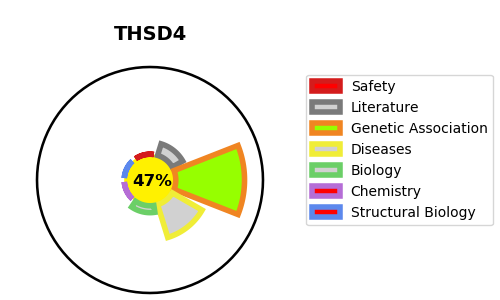 THSD4
47%
Safety
Literature
Genetic Association
Diseases
Biology
Chemistry
Structural Biology